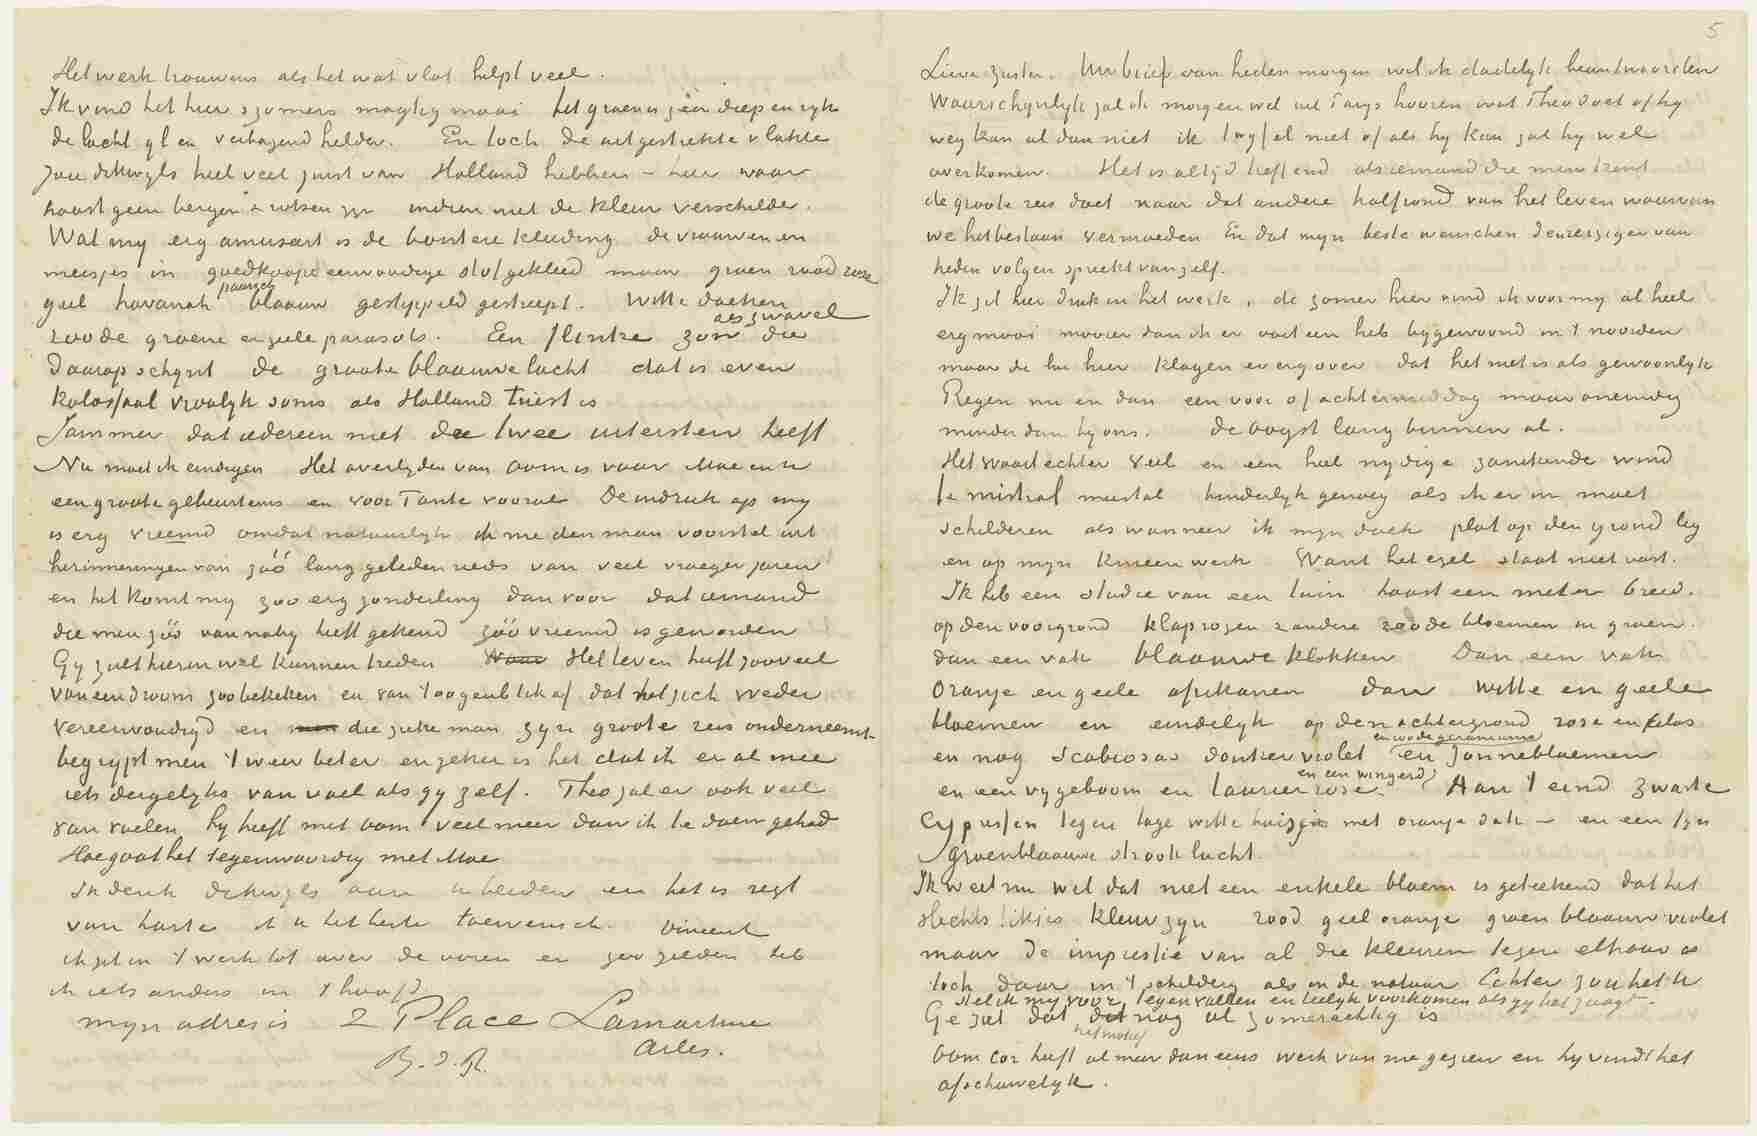 Het werk trouwens als het wat vlot helpt veel.
Ik vind het hier zzomers magtig mooi het groen is zeer diep en ryk
de lucht yl en verbazend helder. En toch de uitgestrekte vlakte
zou dikwyls heel veel juist van Holland hebben – hier waar
haast geen bergen & rotsen zyn indien niet de kleur verschilde.
Wat my erg amuseert is de bontere kleeding de vrouwen en
meisjes in goedkoope eenvoudige stof gekleed maar groen rood rose
paarsch
geel havanah blaauw gestippeld gestreept. Witte doeken
als zwavel
roode groene en geele parasols. Een flinke zon die
daarop schynt de groote blaauwe lucht dat is even
kolossaal vroolyk soms als Holland triest is
Jammer dat iedereen niet de twee uitersten heeft
Nu moet ik eindigen Het overlyden van Oom is voor Moe en u
een groote gebeurtenis en voor Tante vooral De indruk op my
is erg vreemd omdat natuurlyk ik me den man voorstel uit
herinneringen van zóó lang geleden reeds van veel vroeger jaren
en het komt my zoo erg zonderling dan voor dat iemand
die men zóó van naby heeft gekend zóó vreemd is geworden
Gy zult hierin wel kunnen treden Waar Het leven heeft zooveel
van een droom zoo bekeken en van 't oogenblik af dat het zich weder
vereenvoudigd en die zieke man zyn groote reis onderneemt
begrypt men 't weer beter en zeker is het dat ik er al mee
iets dergelyks van voel als gy zelf. Theo zal er ook veel
van voelen hy heeft met oom veel meer dan ik te doen gehad
Hoe gaat het tegenwoordig met Moe
Ik denk dikwyls aan u beiden en het is regt
van harte ik u het beste toewensch. Vincent
ik zit in 't werk tot over de ooren en zoo zelden heb
ik iets anders in 't hoofd
myn adres is 2 Place Lamartine
Arles.
B. d. R.
5
Lieve zuster. Uw brief van heden morgen wil ik dadelyk beantwoorden
Waarschynlyk zal ik morgen wel uit Parys hooren wat Theo doet of hy
weg kan al dan niet ik twyfel niet of als hy kan zal hy wel
overkomen. Het is altyd treffend als iemand die men kent
de groote reis doet naar dat andere halfrond van het leven waarvan
we het bestaan vermoeden En dat myn beste wenschen den reiziger van
heden volgen spreekt vanzelf.
Ik zit hier druk in het werk, de zomer hier vind ik voor my al heel
erg mooi mooier dan ik er ooit een heb bygewoond in 't noorden
maar de lui hier klagen er erg over dat het niet is als gewoonlyk
Regen nu en dan een voor of achtermiddag maar oneindig
minder dan by ons. De oogst lang binnen al.
Het waait echter veel en een heel nydige zanikende wind
le mistral meestal hinderlyk genoeg als ik er in moet
schilderen als wanneer ik myn doek plat op den grond leg
en op myn knieen werk Want het ezel staat niet vast.
Ik heb een studie van een tuin haast een meter breed.
op den voorgrond klaprozen & andere roode bloemen in groen.
dan een vak blaauwe klokken Dan een vak
oranje en geele afrikanen dan witte en geele
bloemen en eindelyk op den achtergrond rose en lilas
en nog scabiosas donker violet en roode geraniums en zonnebloemen
en een vygeboom en laurier rose en een wingerd. Aan 't eind zwarte
Cypressen tegen lage witte huisjes met oranje dak – en een fyn
groenblaauwe strook lucht.
Ik weet nu wel dat niet een enkele bloem is geteekend dat het
slechts likjes kleur zyn rood geel oranje groen blaauw violet
maar de impressie van al die kleuren tegen elkaar is
toch daar in 't schildery als in de natuur Echter zou het U
stel ik my voor, tegenvallen en leelyk voorkomen als gy het zaagt.
Ge ziet dat dit nog al zomerachtig is
het motief
Oom Cor heeft al meer dan eens werk van me gezien en hy vindt het
afschuwelyk.